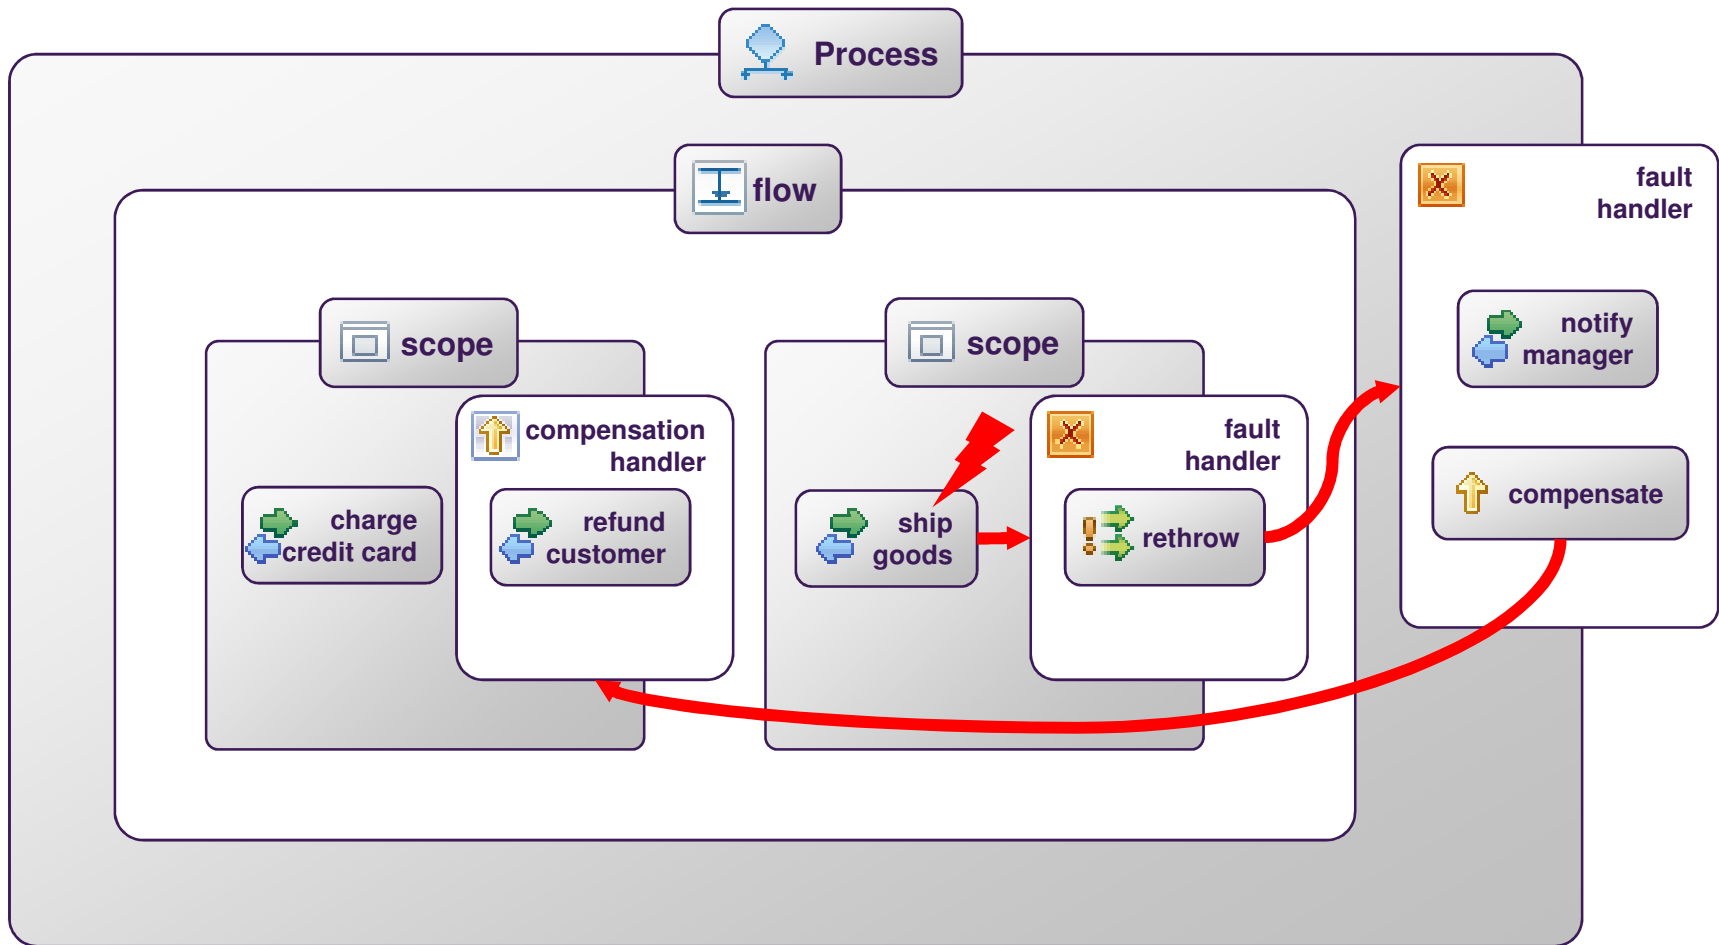 Process
flow
fault
handler
notify
manager
compensate
scope
compensation
handler
charge
credit card
refund
customer
scope
fault
handler
ship
goods
rethrow